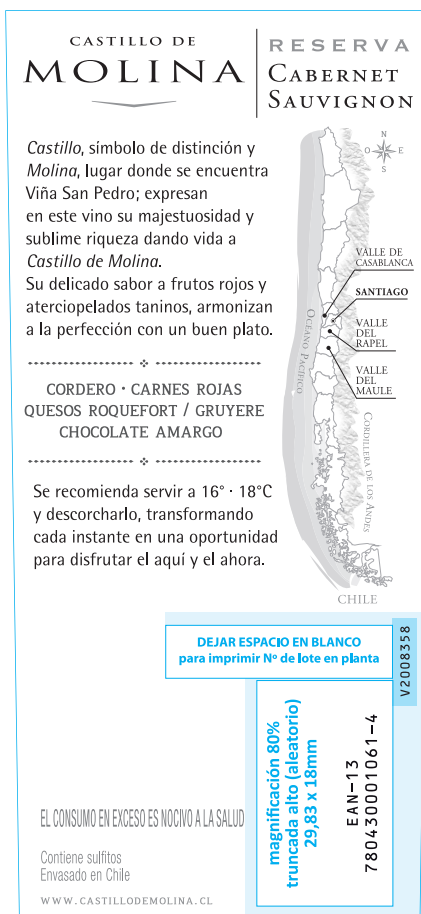 CASTILLO DE
MOLINA
RESERVA
CABERNET
SAUVIGNON
Castillo, símbolo de distinción y
Molina, lugar donde se encuentra
Viña San Pedro; expresan
en este vino su majestuosidad y
sublime riqueza dando vida a
Castillo de Molina.
Su delicado sabor a frutos rojos y
aterciopelados taninos, armonizan
a la perfección con un buen plato.
CORDERO · CARNES ROJAS
QUESOS ROQUEFORT / GRUYERE
CHOCOLATE AMARGO
Se recomienda servir a 16° · 18°C
y descorcharlo, transformando
cada instante en una oportunidad
para disfrutar el aquí y el ahora.
N
O E
S
VALLE DE
CASABLANCA
SANTIAGO
VALLE
DEL
RAPEL
VALLE
DEL
MAULE
OCEANO PACÍFICO
CORDILLERA DE LOS ANDES
CHILE
DEJAR ESPACIO EN BLANCO
para imprimir Nº de lote en planta
V2008358
magnificación 80%
truncada alto (aleatorio)
29,83 x 18mm
EAN-13
780430001061-4
EL CONSUMO EN EXCESO ES NOCIVO A LA SALUD
Contiene sulfitos
Envasado en Chile
WWW.CASTILLODEMOLINA.CL